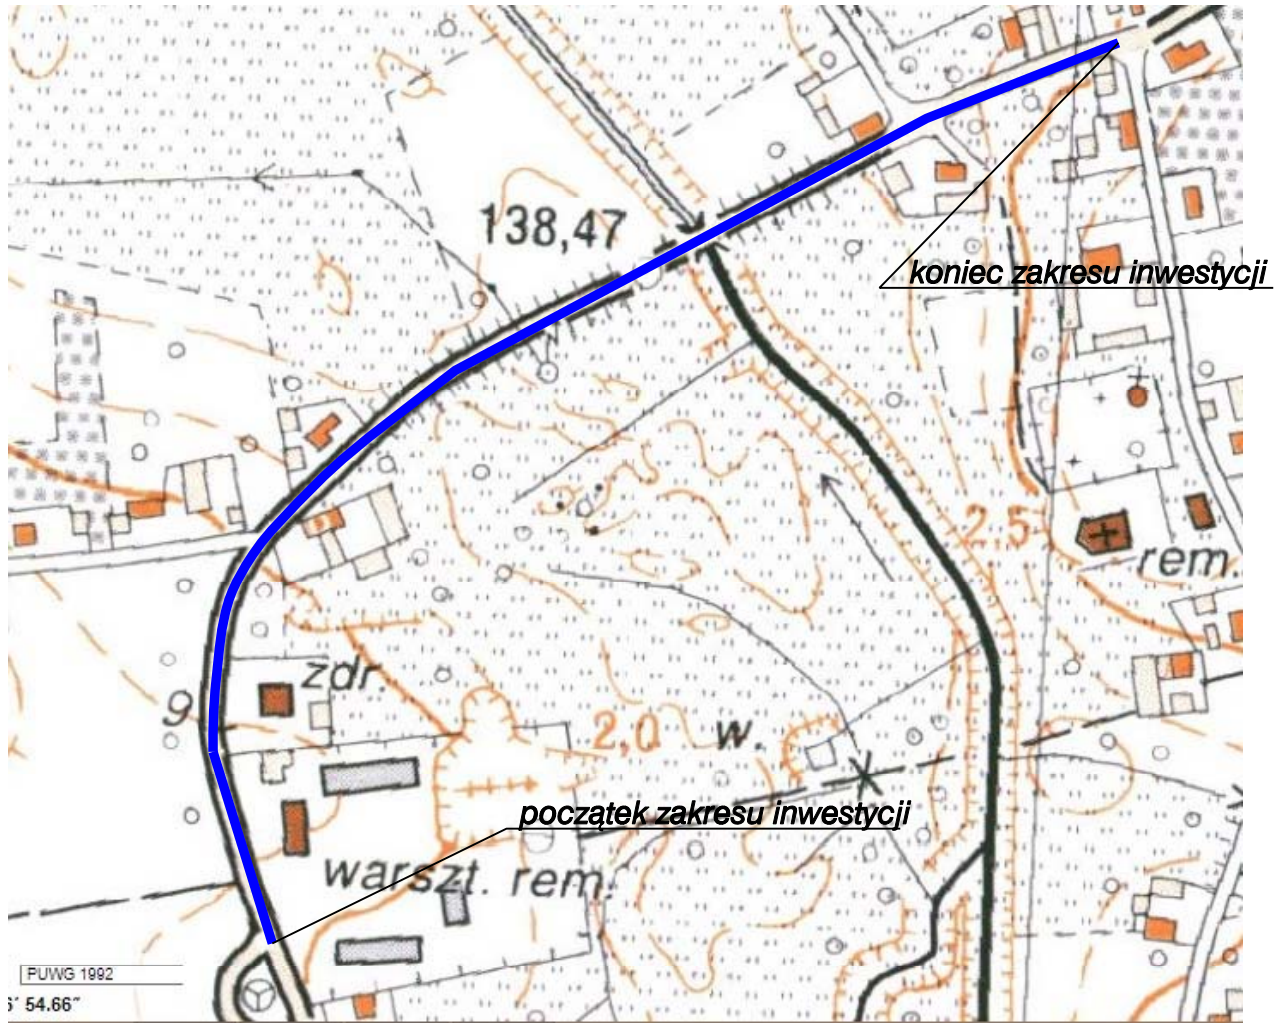 138,47
koniec zakresu inwestycji
2,5
rem.
zdr.
9
2,0
w.
początek zakresu inwestycji
warszt. rem.
PUWG 1992
54.66"